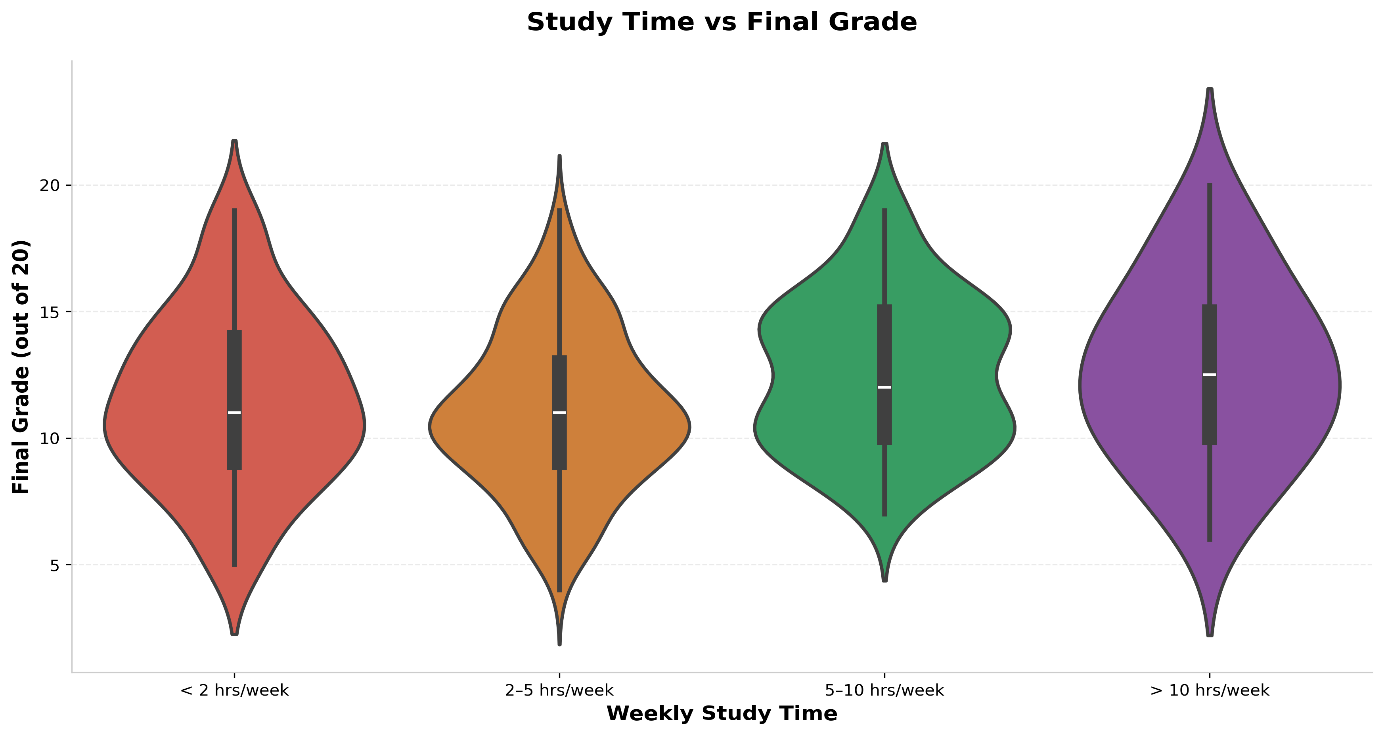 Study Time vs Final Grade
Final Grade (out of 20)
20
15
10
5
< 2 hrs/week
2–5 hrs/week
5–10 hrs/week
> 10 hrs/week
Weekly Study Time